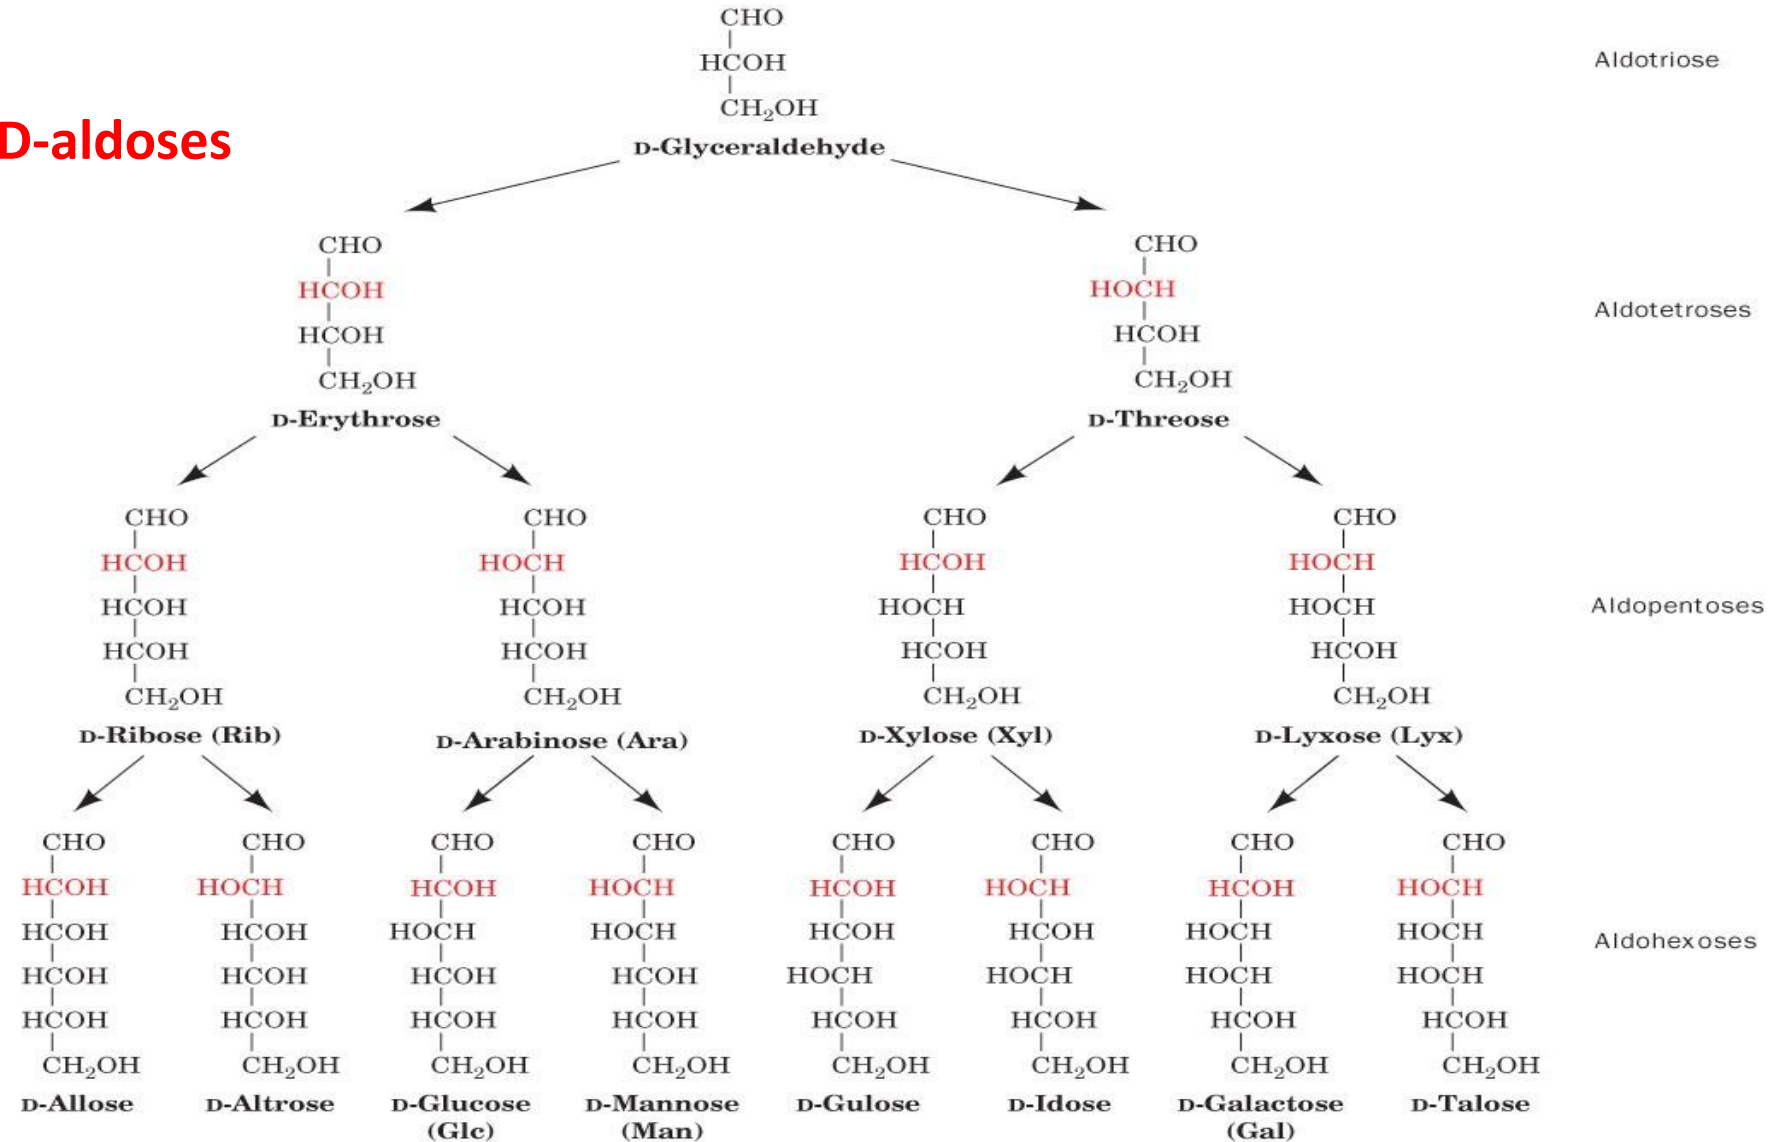 CHO
HCOH
CH₂OH
D-Glyceraldehyde
Aldotriose
D-aldoses
CHO
HCOH
HCOH
CH₂OH
D-Erythrose
CHO
HOCH
HCOH
CH₂OH
D-Threose
Aldotetroses
CHO
HCOH
HCOH
HCOH
CH₂OH
D-Ribose (Rib)
CHO
HOCH
HCOH
HCOH
CH₂OH
D-Arabinose (Ara)
CHO
HCOH
HOCH
HCOH
CH₂OH
D-Xylose (Xyl)
CHO
HOCH
HOCH
HCOH
CH₂OH
D-Lyxose (Lyx)
Aldopentoses
CHO
HCOH
HCOH
HCOH
HCOH
CH₂OH
D-Allose
CHO
HOCH
HCOH
HCOH
HCOH
CH₂OH
D-Altrose
CHO
HCOH
HOCH
HCOH
HCOH
CH₂OH
D-Glucose
(Glc)
CHO
HOCH
HOCH
HCOH
HCOH
CH₂OH
D-Mannose
(Man)
CHO
HCOH
HCOH
HOCH
HCOH
CH₂OH
D-Gulose
CHO
HOCH
HCOH
HOCH
HCOH
CH₂OH
D-Idose
CHO
HCOH
HOCH
HOCH
HCOH
CH₂OH
D-Galactose
(Gal)
CHO
HOCH
HOCH
HOCH
HCOH
CH₂OH
D-Talose
Aldohexoses